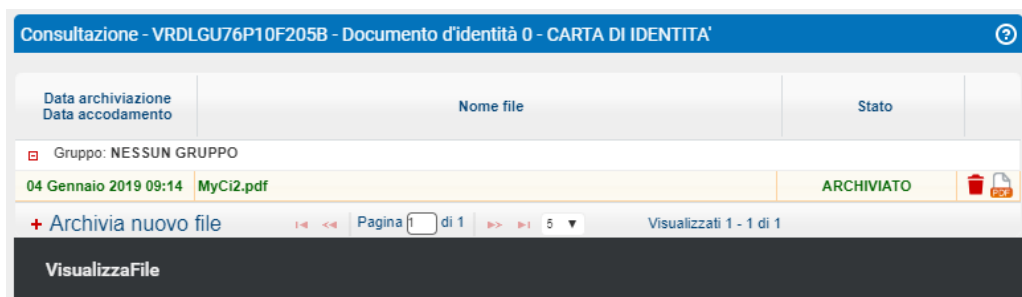 Consultazione - VRDLGU76P10F205B - Documento d'identità 0 - CARTA DI IDENTITA'
Data archiviazione
Data accodamento
Nome file
Stato
Gruppo: NESSUN GRUPPO
04 Gennaio 2019 09:14 MyCi2.pdf ARCHIVIATO PDF
+ Archivia nuovo file Pagina 1 di 1 5 Visualizzati 1 - 1 di 1
VisualizzaFile